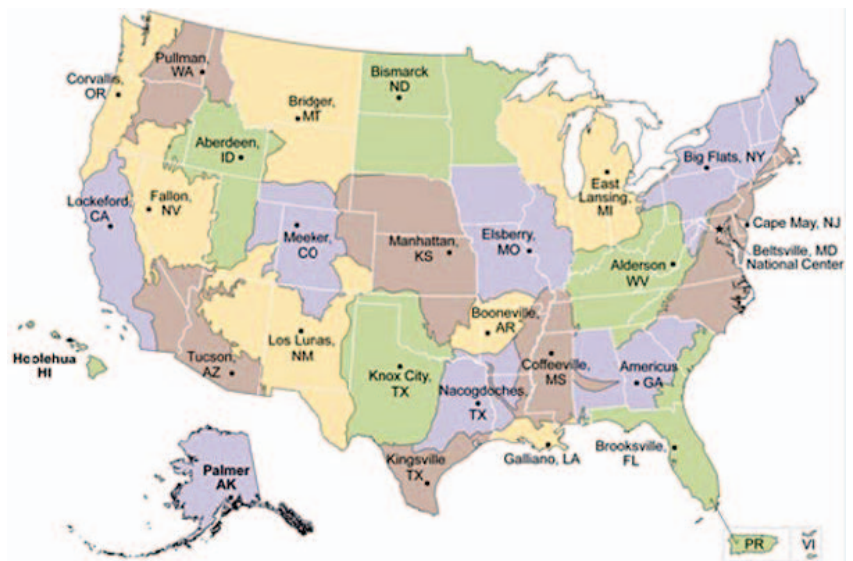 Pullman,
WA
Corvallis,
OR
Bismarck
ND
Bridger,
MT
Aberdeen,
ID
Big Flats, NY
East
Lansing,
MI
Lockeford,
CA
Fallon,
NV
Meeker,
CO
Manhattan,
KS
Elsberry,
MO
Cape May, NJ
Alderson
WV
Beltsville, MD
National Center
Booneville,
AR
Los Lunas,
NM
Hoolehua
HI
Tucson,
AZ
Knox City,
TX
Nacogdoches,
TX
Coffeeville,
MS
Americus
GA
Kingsville
TX
Galliano, LA
Brooksville,
FL
Palmer
AK
PR
VI